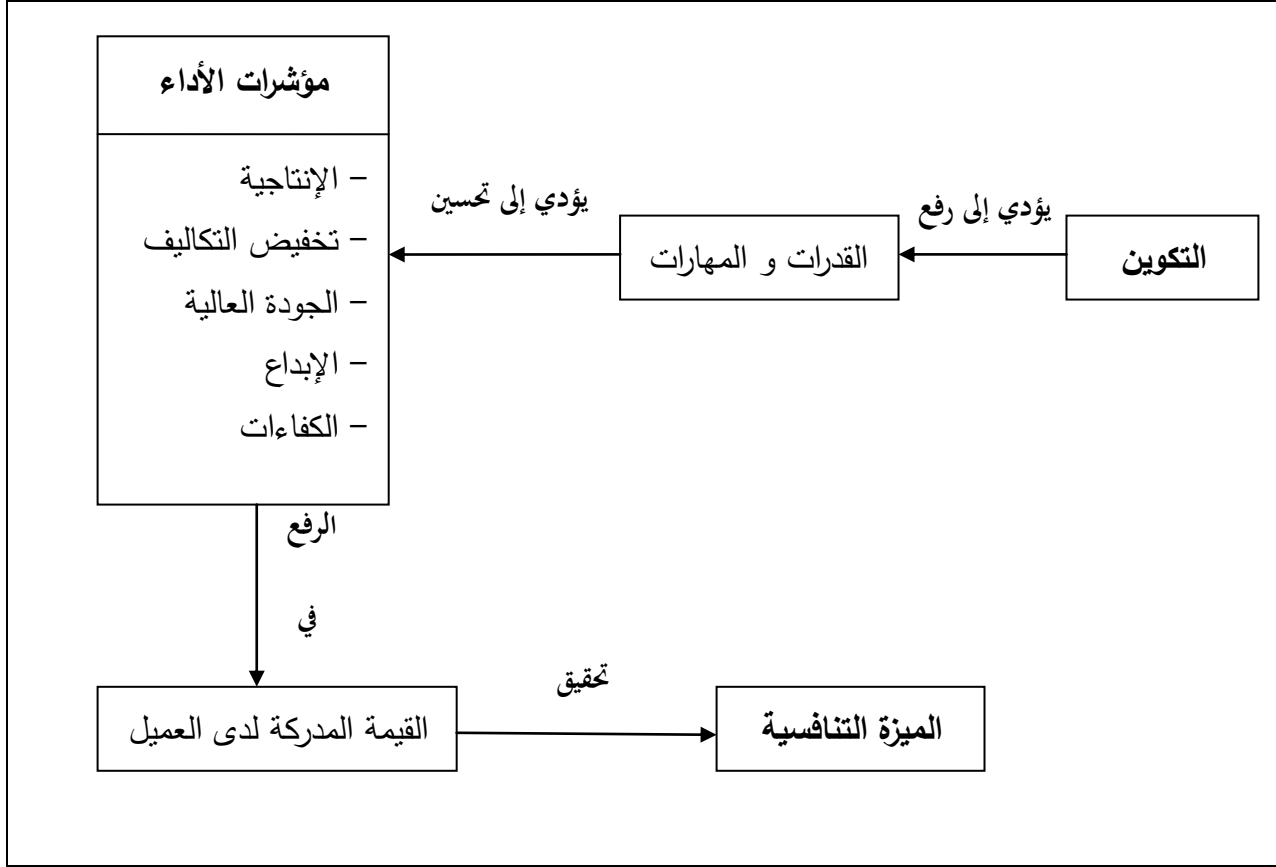 مؤشرات الأداء
– الإنتاجية
– تخفيض التكاليف
– الجودة العالية
– الإبداع
– الكفاءات
يؤدي إلى رفع
يؤدي إلى تحسين
التكوين
القدرات و المهارات
الرفع
في
تحقيق
القيمة المدركة لدى العميل
الميزة التنافسية